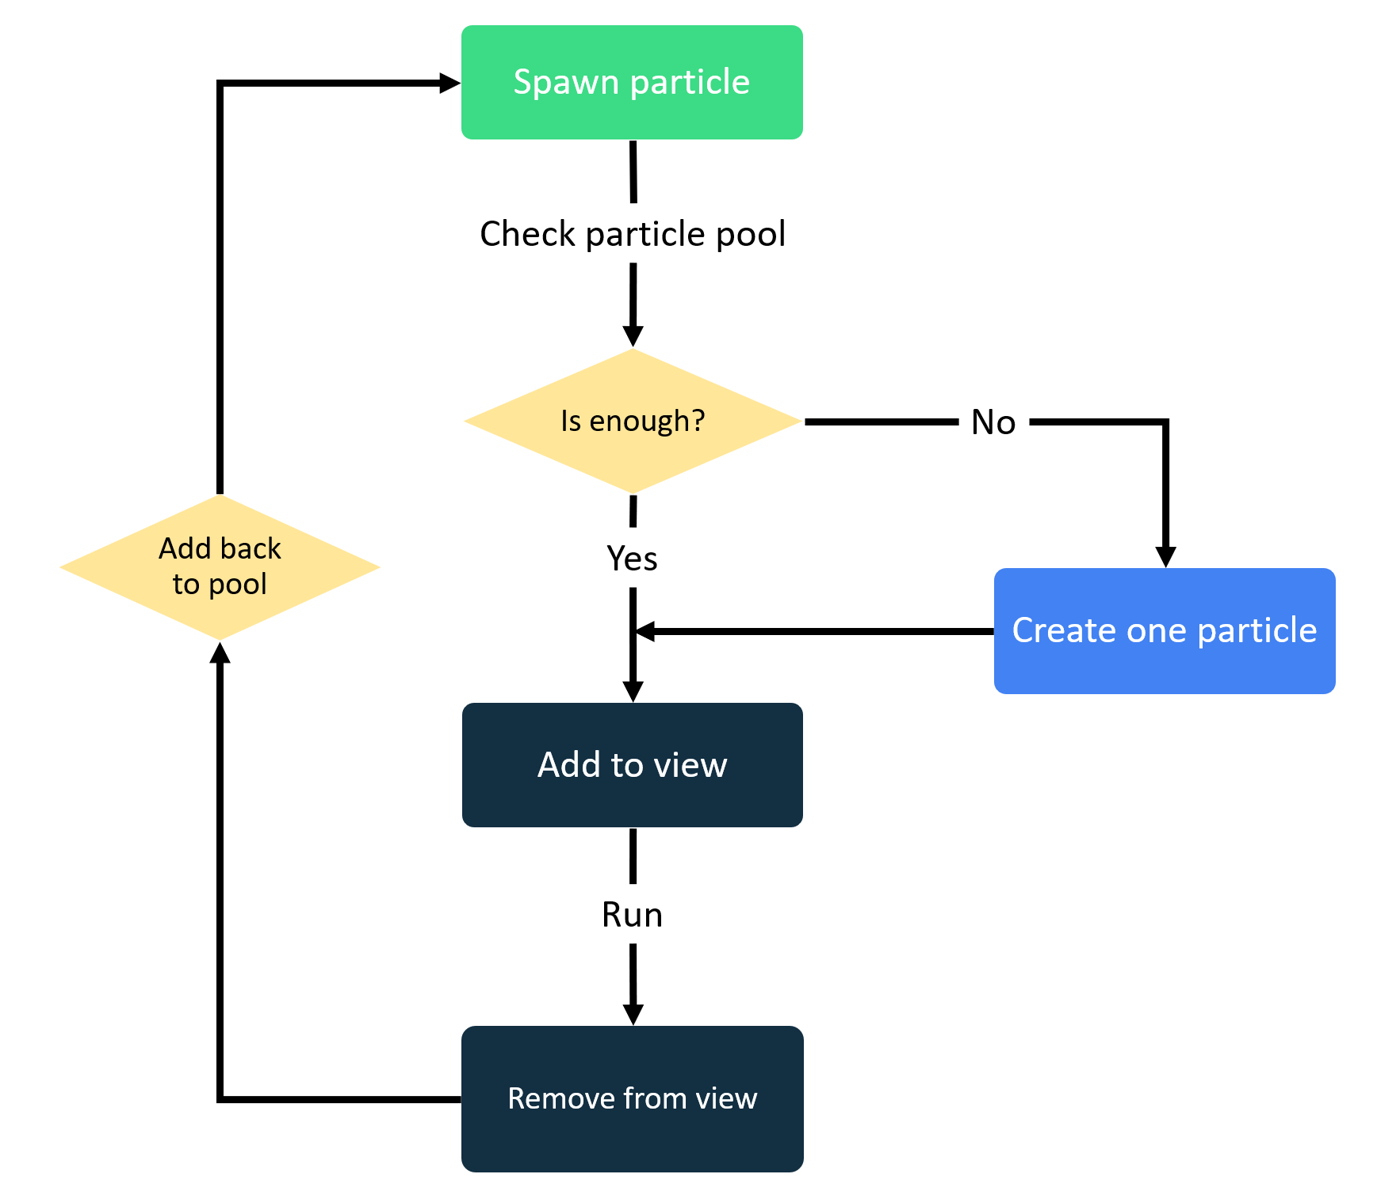 Spawn particle
Check particle pool
Is enough?
No
Yes
Add back
to pool
Create one particle
Add to view
Run
Remove from view